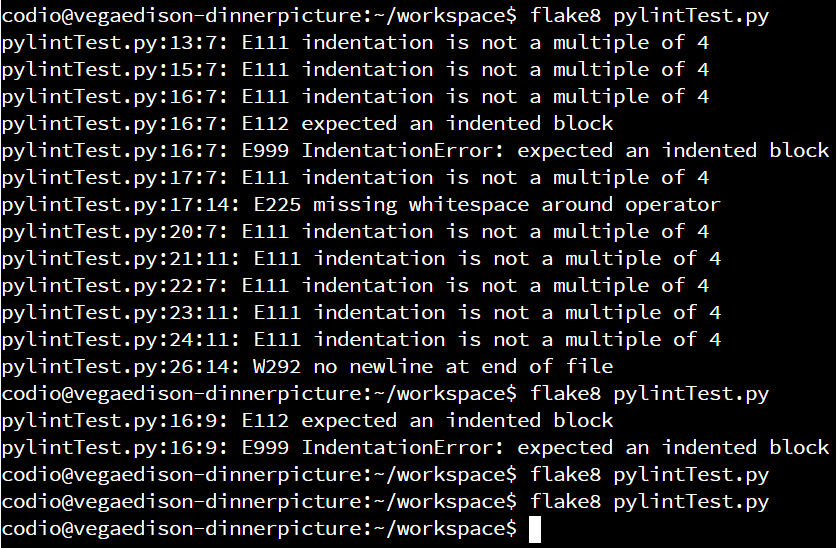 codio@vegaedison-dinnerpicture:~/workspace$ flake8 pylintTest.py
pylintTest.py:13:7: E111 indentation is not a multiple of 4
pylintTest.py:15:7: E111 indentation is not a multiple of 4
pylintTest.py:16:7: E111 indentation is not a multiple of 4
pylintTest.py:16:7: E112 expected an indented block
pylintTest.py:16:7: E999 IndentationError: expected an indented block
pylintTest.py:17:7: E111 indentation is not a multiple of 4
pylintTest.py:17:14: E225 missing whitespace around operator
pylintTest.py:20:7: E111 indentation is not a multiple of 4
pylintTest.py:21:11: E111 indentation is not a multiple of 4
pylintTest.py:22:7: E111 indentation is not a multiple of 4
pylintTest.py:23:11: E111 indentation is not a multiple of 4
pylintTest.py:24:11: E111 indentation is not a multiple of 4
pylintTest.py:26:14: W292 no newline at end of file
codio@vegaedison-dinnerpicture:~/workspace$ flake8 pylintTest.py
pylintTest.py:16:9: E112 expected an indented block
pylintTest.py:16:9: E999 IndentationError: expected an indented block
codio@vegaedison-dinnerpicture:~/workspace$ flake8 pylintTest.py
codio@vegaedison-dinnerpicture:~/workspace$ flake8 pylintTest.py
codio@vegaedison-dinnerpicture:~/workspace$